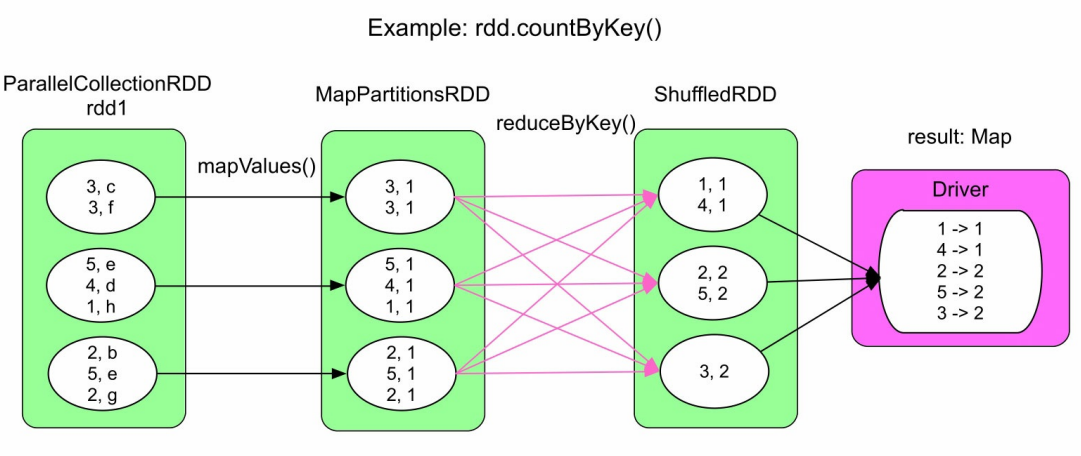 Example: rdd.countByKey()
ParallelCollectionRDD
rdd1
3, c
3, f
5, e
4, d
1, h
2, b
5, e
2, g
mapValues()
MapPartitionsRDD
3, 1
3, 1
5, 1
4, 1
1, 1
2, 1
5, 1
2, 1
reduceByKey()
ShuffledRDD
1, 1
4, 1
2, 2
5, 2
3, 2
result: Map
Driver
1 -> 1
4 -> 1
2 -> 2
5 -> 2
3 -> 2